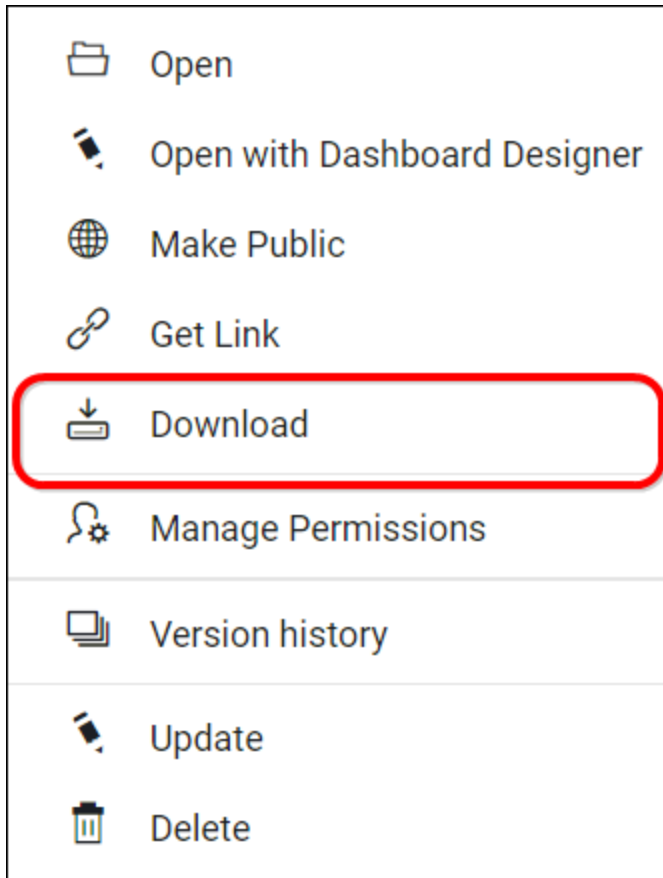 Open
Open with Dashboard Designer
Make Public
Get Link
Download
Manage Permissions
Version history
Update
Delete